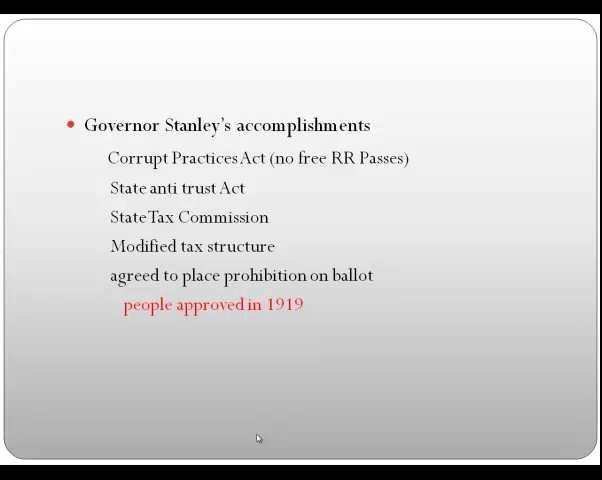 Governor Stanley's accomplishments
Corrupt Practices Act (no free RR Passes)
State anti trust Act
State Tax Commission
Modified tax structure
agreed to place prohibition on ballot
people approved in 1919